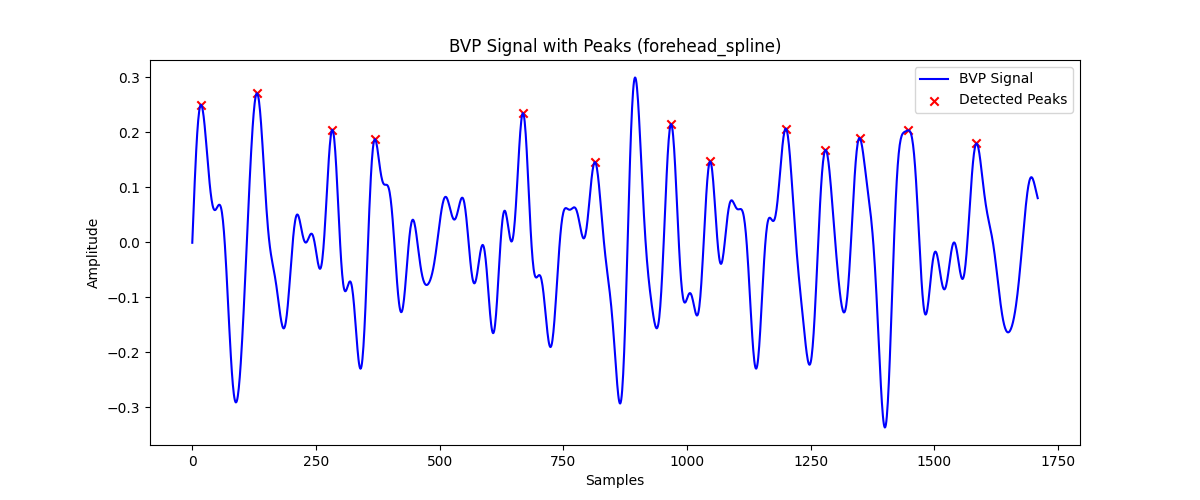 BVP Signal with Peaks (forehead_spline)
BVP Signal
Detected Peaks
Amplitude
0.3
0.2
0.1
0.0
−0.1
−0.2
−0.3
0 250 500 750 1000 1250 1500 1750
Samples